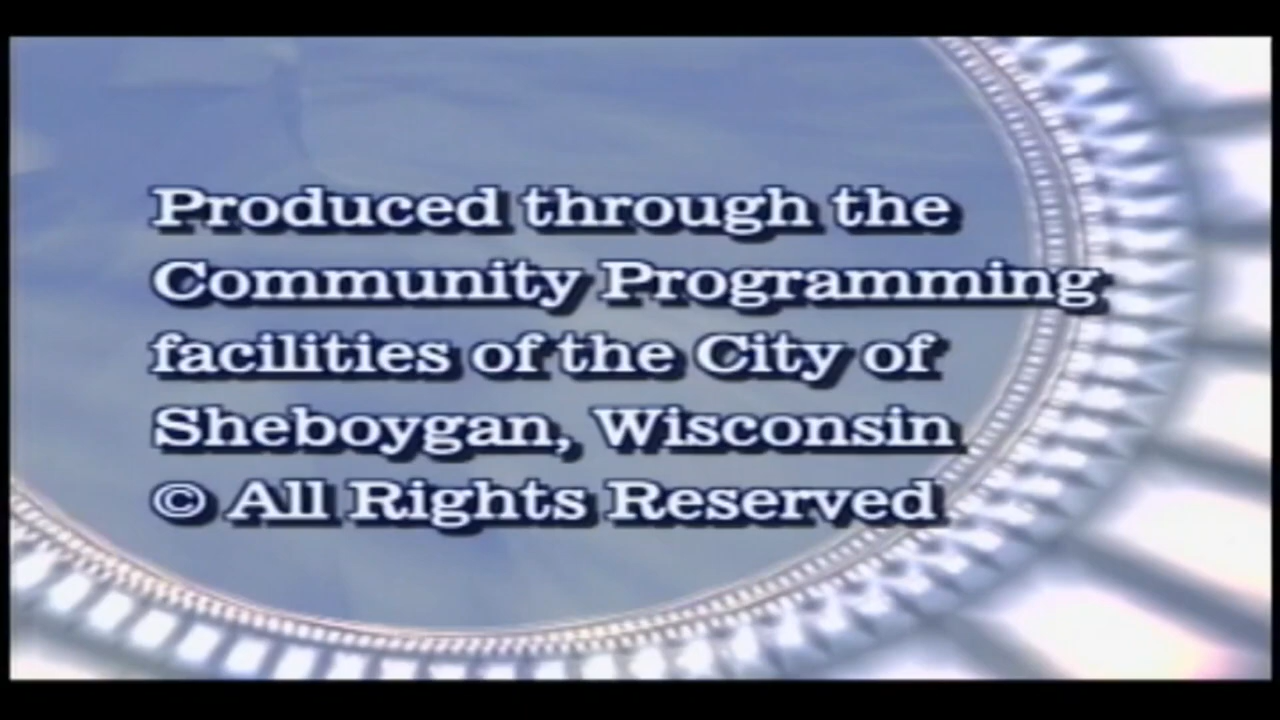 Produced through the
Community Programming
facilities of the City of
Sheboygan, Wisconsin
© All Rights Reserved